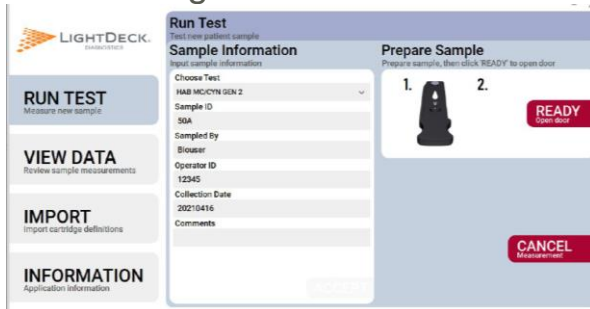 LIGHTDECK.
DIAGNOSTICS
RUN TEST
Measure new sample
VIEW DATA
Review sample measurements
IMPORT
Import cartridge definitions
INFORMATION
Application information
Run Test
Test new patient sample
Sample Information
Input sample information
Choose Test
HAB MC/CYN GEN 2
Sample ID
50A
Sampled By
Biouser
Operator ID
12345
Collection Date
20210416
Comments
ACCEPT
Prepare Sample
Prepare sample, then click 'READY' to open door
1.
2.
READY
Open door
CANCEL
Measurement